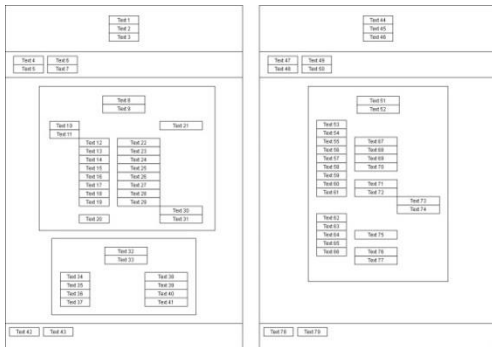 Text 1
Text 2
Text 3
Text 4 Text 6
Text 5 Text 7
Text 8
Text 9
Text 10 Text 21
Text 11
Text 12 Text 22
Text 13 Text 23
Text 14 Text 24
Text 15 Text 25
Text 16 Text 26
Text 17 Text 27
Text 18 Text 28
Text 19 Text 29
Text 30
Text 20 Text 31
Text 32
Text 33
Text 34 Text 38
Text 35 Text 39
Text 36 Text 40
Text 37 Text 41
Text 42 Text 43
Text 44
Text 45
Text 46
Text 47 Text 49
Text 48 Text 50
Text 51
Text 52
Text 53
Text 54
Text 55 Text 67
Text 56 Text 68
Text 57 Text 69
Text 58 Text 70
Text 59
Text 60 Text 71
Text 61 Text 72
Text 73
Text 74
Text 62
Text 63
Text 64 Text 75
Text 65
Text 66 Text 76
Text 77
Text 78 Text 79